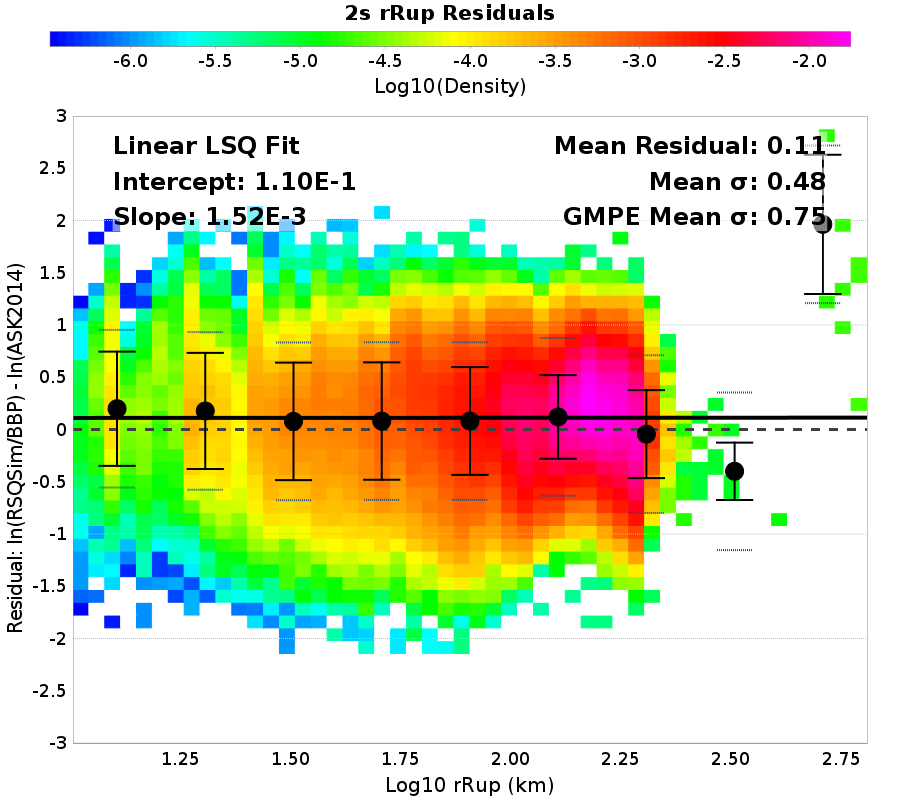 2s rRup Residuals
-6.0 -5.5 -5.0 -4.5 -4.0 -3.5 -3.0 -2.5 -2.0
Log10(Density)
Linear LSQ Fit
Intercept: 1.10E-1
Slope: 1.52E-3
Mean Residual: 0.11
Mean σ: 0.48
GMPE Mean σ: 0.75
3
2.5
2
1.5
1
0.5
0
-0.5
-1
-1.5
-2
-2.5
-3
Residual: ln(RSQSim/BBP) - ln(ASK2014)
1.25 1.50 1.75 2.00 2.25 2.50 2.75
Log10 rRup (km)